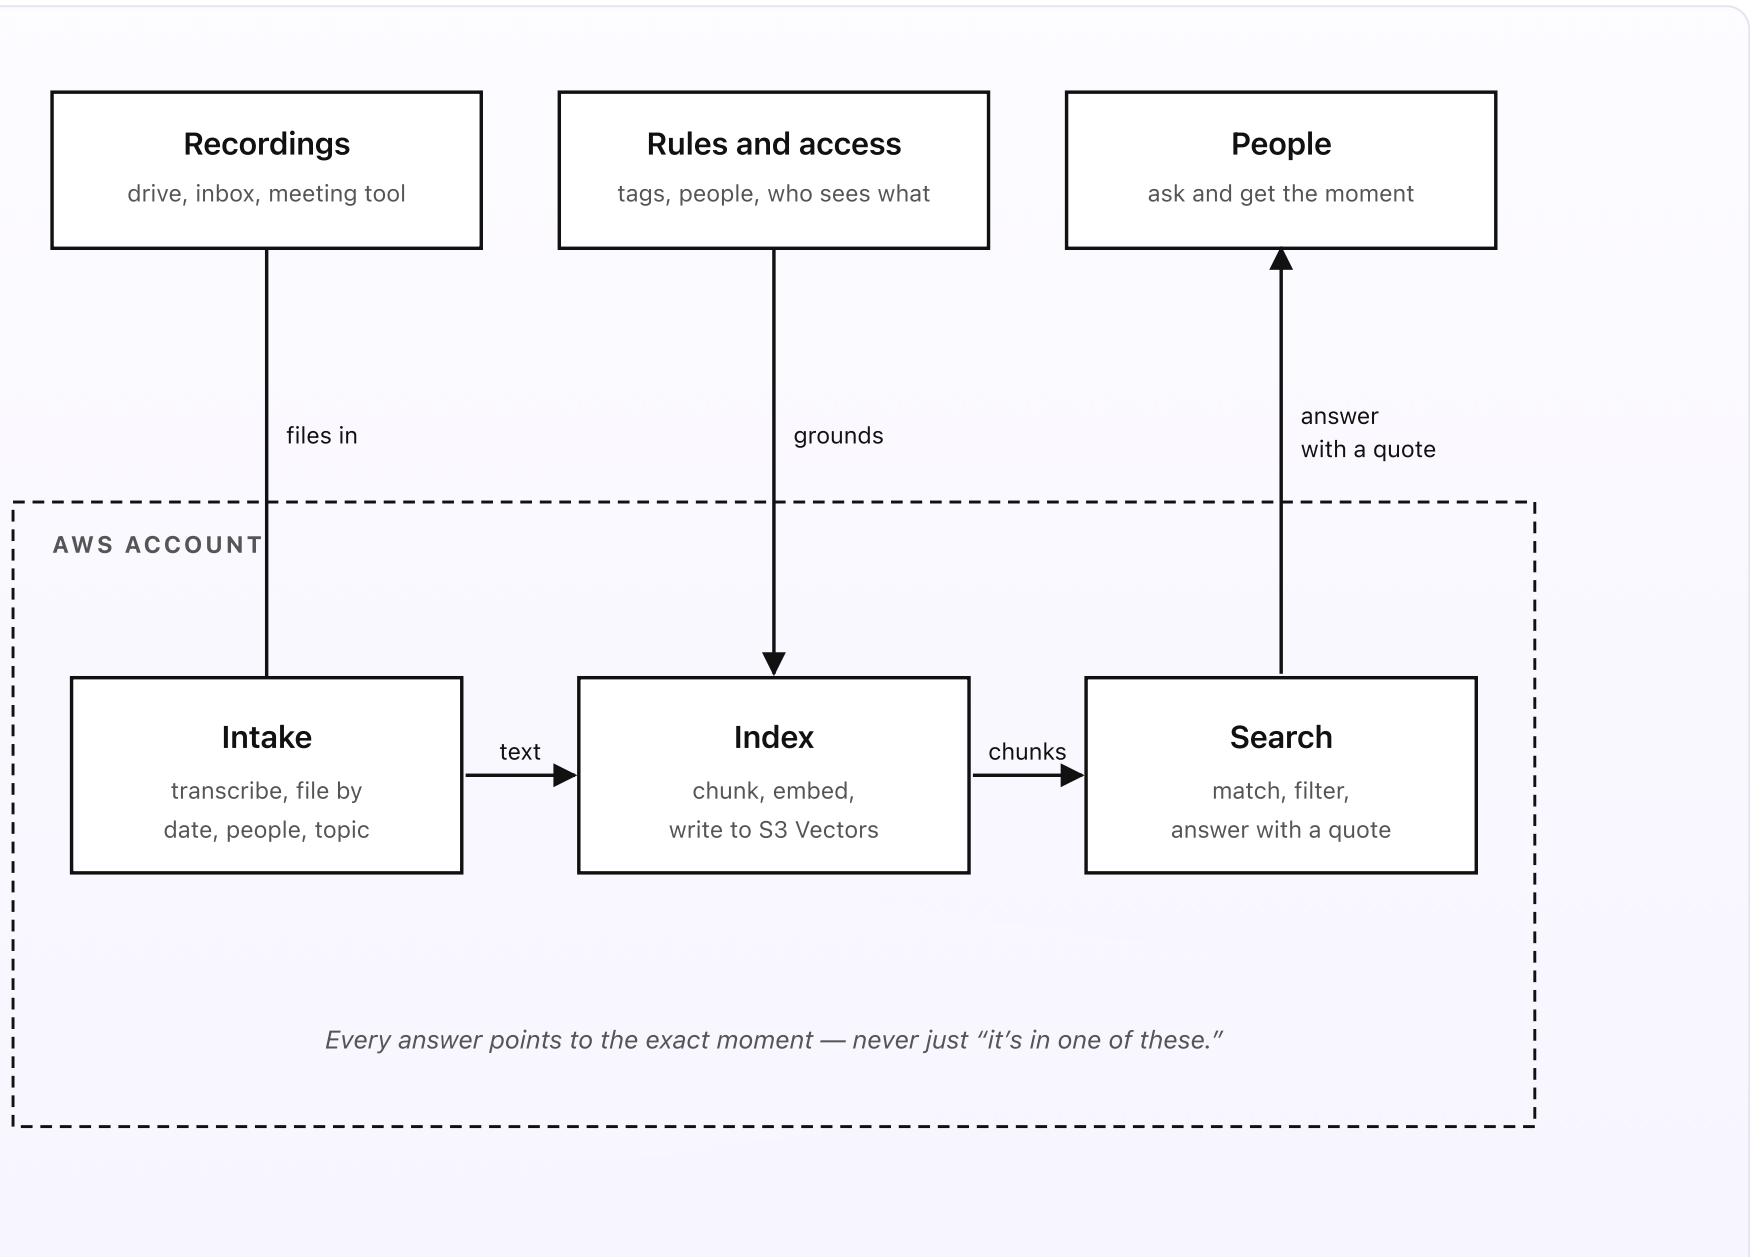 Recordings
drive, inbox, meeting tool
Rules and access
tags, people, who sees what
People
ask and get the moment
files in
grounds
answer
with a quote
AWS ACCOUNT
Intake
transcribe, file by
date, people, topic
text
Index
chunk, embed,
write to S3 Vectors
chunks
Search
match, filter,
answer with a quote
Every answer points to the exact moment — never just “it’s in one of these.”